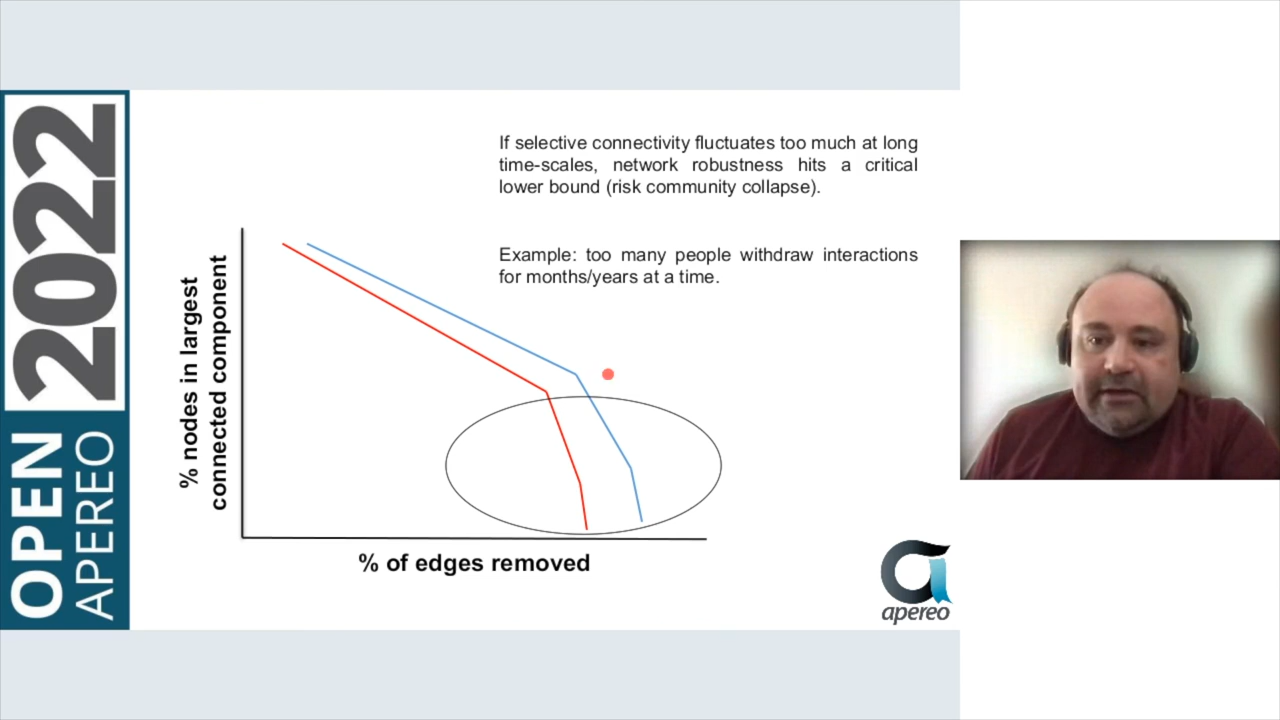 OPEN 2022
APEREO
If selective connectivity fluctuates too much at long
time-scales, network robustness hits a critical
lower bound (risk community collapse).
Example: too many people withdraw interactions
for months/years at a time.
% nodes in largest
connected component
% of edges removed
apereo